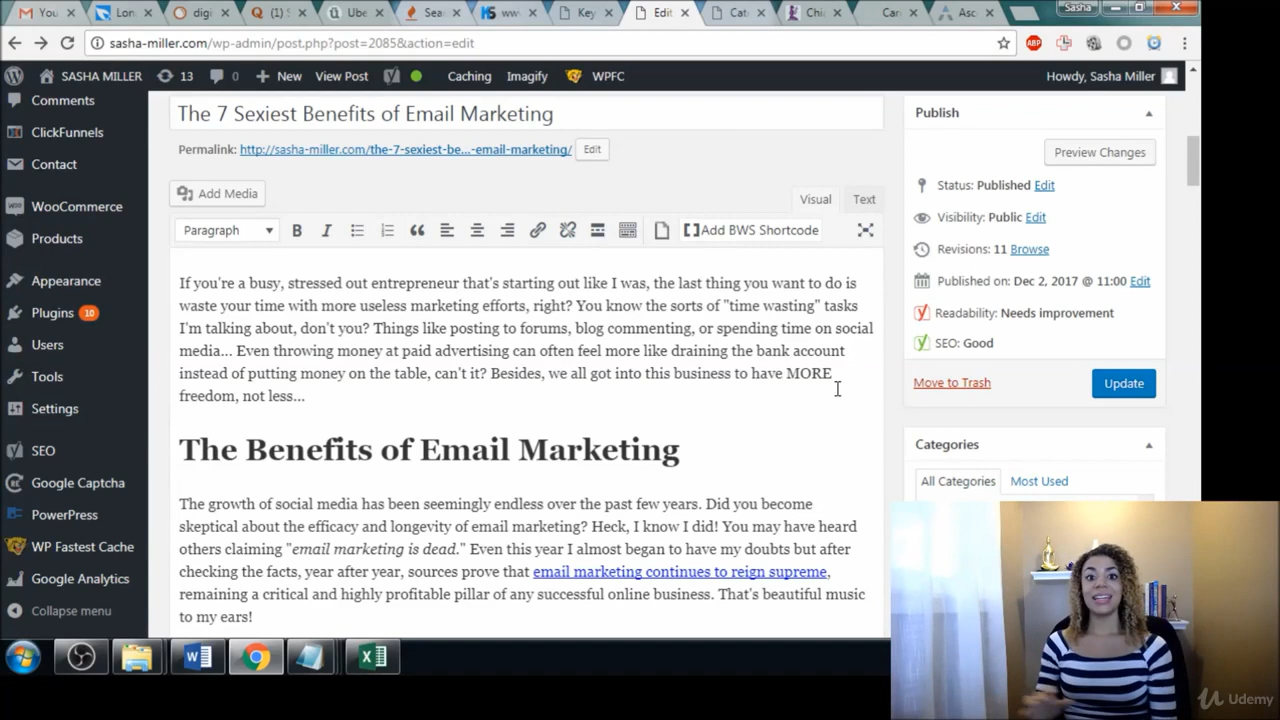 You
Lon
digi
(1)
Ube
Sear
www
Key
Edit
Cate
Chi
Can
Asc
Sasha
sasha-miller.com/wp-admin/post.php?post=2085&action=edit
ABP
SASHA MILLER
13
0
New
View Post
Caching
Imagify
WPFC
Howdy, Sasha Miller
Comments
ClickFunnels
Contact
WooCommerce
Products
Appearance
Plugins 10
Users
Tools
Settings
SEO
Google Captcha
PowerPress
WP Fastest Cache
Google Analytics
Collapse menu
The 7 Sexiest Benefits of Email Marketing
Permalink: http://sasha-miller.com/the-7-sexiest-be...-email-marketing/ Edit
Add Media
Visual
Text
Paragraph
Add BWS Shortcode
If you're a busy, stressed out entrepreneur that's starting out like I was, the last thing you want to do is
waste your time with more useless marketing efforts, right? You know the sorts of "time wasting" tasks
I'm talking about, don't you? Things like posting to forums, blog commenting, or spending time on social
media... Even throwing money at paid advertising can often feel more like draining the bank account
instead of putting money on the table, can't it? Besides, we all got into this business to have MORE
freedom, not less...
The Benefits of Email Marketing
The growth of social media has been seemingly endless over the past few years. Did you become
skeptical about the efficacy and longevity of email marketing? Heck, I know I did! You may have heard
others claiming "email marketing is dead." Even this year I almost began to have my doubts but after
checking the facts, year after year, sources prove that email marketing continues to reign supreme,
remaining a critical and highly profitable pillar of any successful online business. That's beautiful music
to my ears!
Publish
Preview Changes
Status: Published Edit
Visibility: Public Edit
Revisions: 11 Browse
Published on: Dec 2, 2017 @ 11:00 Edit
Readability: Needs improvement
SEO: Good
Move to Trash
Update
Categories
All Categories
Most Used
Udemy